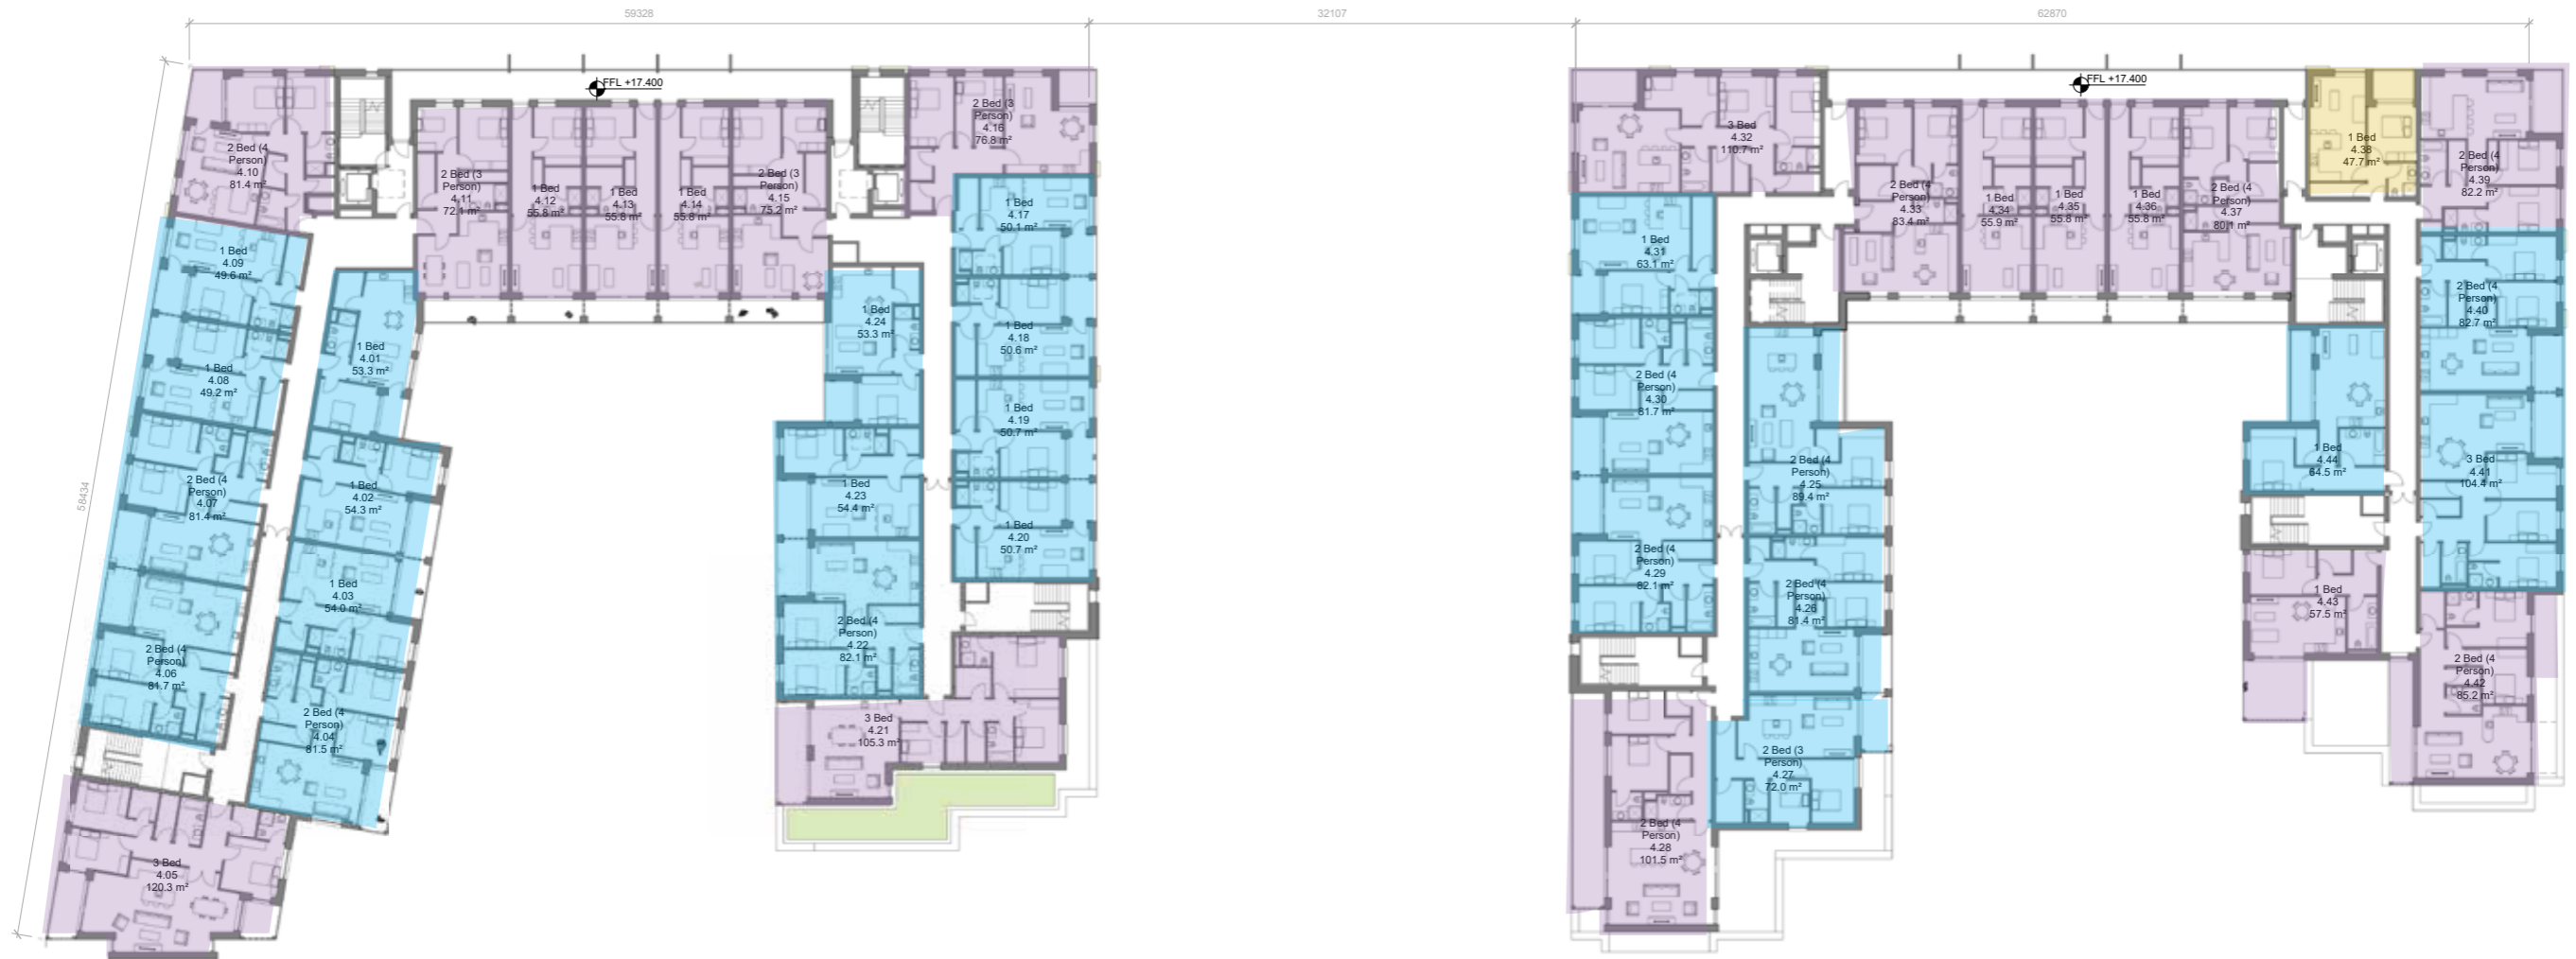 59328
32107
62870
58434
FFL +17.400
FFL +17.400
2 Bed (4
Person)
4.10
81.4 m²
2 Bed (3
Person)
4.11
72.1 m²
1 Bed
4.12
55.8 m²
1 Bed
4.13
55.8 m²
1 Bed
4.14
55.8 m²
2 Bed (3
Person)
4.15
75.2 m²
2 Bed (3
Person)
4.16
76.8 m²
1 Bed
4.17
50.1 m²
1 Bed
4.18
50.6 m²
1 Bed
4.19
50.7 m²
1 Bed
4.20
50.7 m²
3 Bed
4.21
105.3 m²
2 Bed (4
Person)
4.22
82.1 m²
1 Bed
4.23
54.4 m²
1 Bed
4.24
53.3 m²
1 Bed
4.09
49.6 m²
1 Bed
4.08
49.2 m²
2 Bed (4
Person)
4.07
81.4 m²
2 Bed (4
Person)
4.06
81.7 m²
3 Bed
4.05
120.3 m²
1 Bed
4.01
53.3 m²
1 Bed
4.02
54.3 m²
1 Bed
4.03
54.0 m²
2 Bed (4
Person)
4.04
81.5 m²
3 Bed
4.32
110.7 m²
2 Bed (4
Person)
4.33
83.4 m²
1 Bed
4.34
55.9 m²
1 Bed
4.35
55.8 m²
1 Bed
4.36
55.8 m²
2 Bed (4
Person)
4.37
80.1 m²
1 Bed
4.38
47.7 m²
2 Bed (4
Person)
4.39
82.2 m²
2 Bed (4
Person)
4.40
82.7 m²
3 Bed
4.41
104.4 m²
2 Bed (4
Person)
4.42
85.2 m²
1 Bed
4.43
57.5 m²
1 Bed
4.44
64.5 m²
1 Bed
4.31
63.1 m²
2 Bed (4
Person)
4.30
81.7 m²
2 Bed (4
Person)
4.29
82.1 m²
2 Bed (4
Person)
4.28
101.5 m²
2 Bed (4
Person)
4.25
89.4 m²
2 Bed (4
Person)
4.26
81.4 m²
2 Bed (3
Person)
4.27
72.0 m²